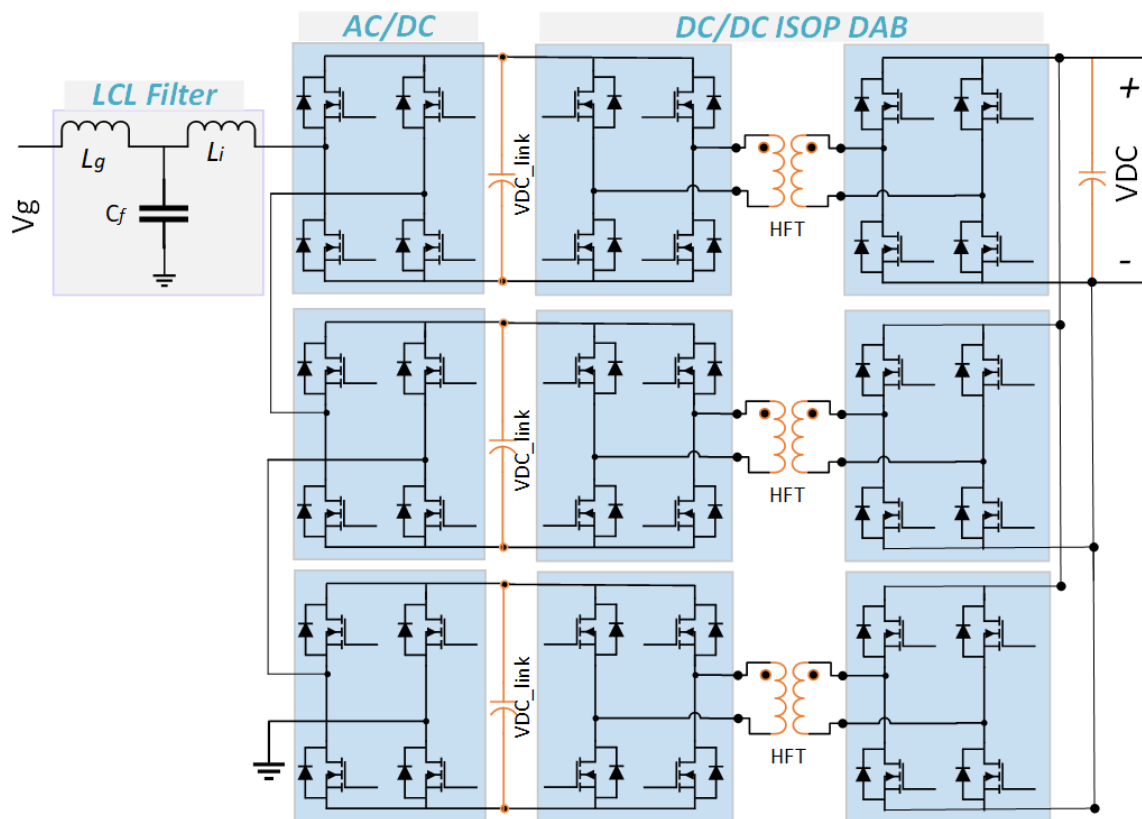 AC/DC
DC/DC ISOP DAB
LCL Filter
Lg
Li
Cf
Vg
VDC_link
HFT
+
VDC
-
VDC_link
HFT
VDC_link
HFT